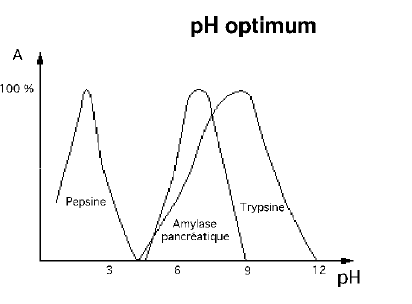 pH optimum
A
100 %
Pepsine
Amylase
pancréatique
Trypsine
3 6 9 12
pH